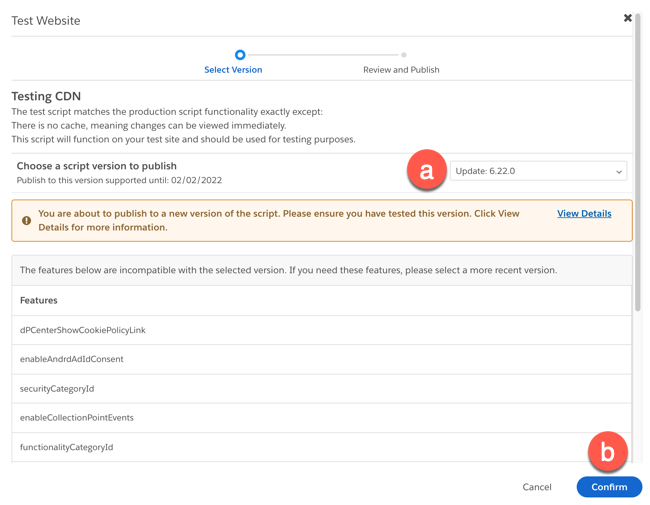 Test Website
Select Version
Review and Publish
Testing CDN
The test script matches the production script functionality exactly except:
There is no cache, meaning changes can be viewed immediately.
This script will function on your test site and should be used for testing purposes.
Choose a script version to publish
Publish to this version supported until: 02/02/2022
a
Update: 6.22.0
You are about to publish to a new version of the script. Please ensure you have tested this version. Click View
Details for more information.
View Details
The features below are incompatible with the selected version. If you need these features, please select a more recent version.
Features
dPCenterShowCookiePolicyLink
enableAndrdAdIdConsent
securityCategoryId
enableCollectionPointEvents
functionalityCategoryId
b
Cancel
Confirm